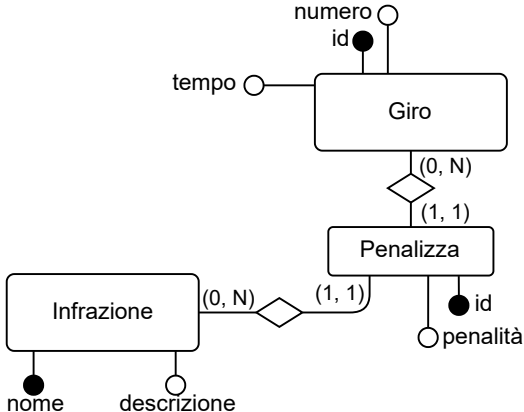 numero
id
tempo
Giro
(0, N)
(1, 1)
Penalizza
(0, N)
(1, 1)
id
Infrazione
penalità
nome
descrizione